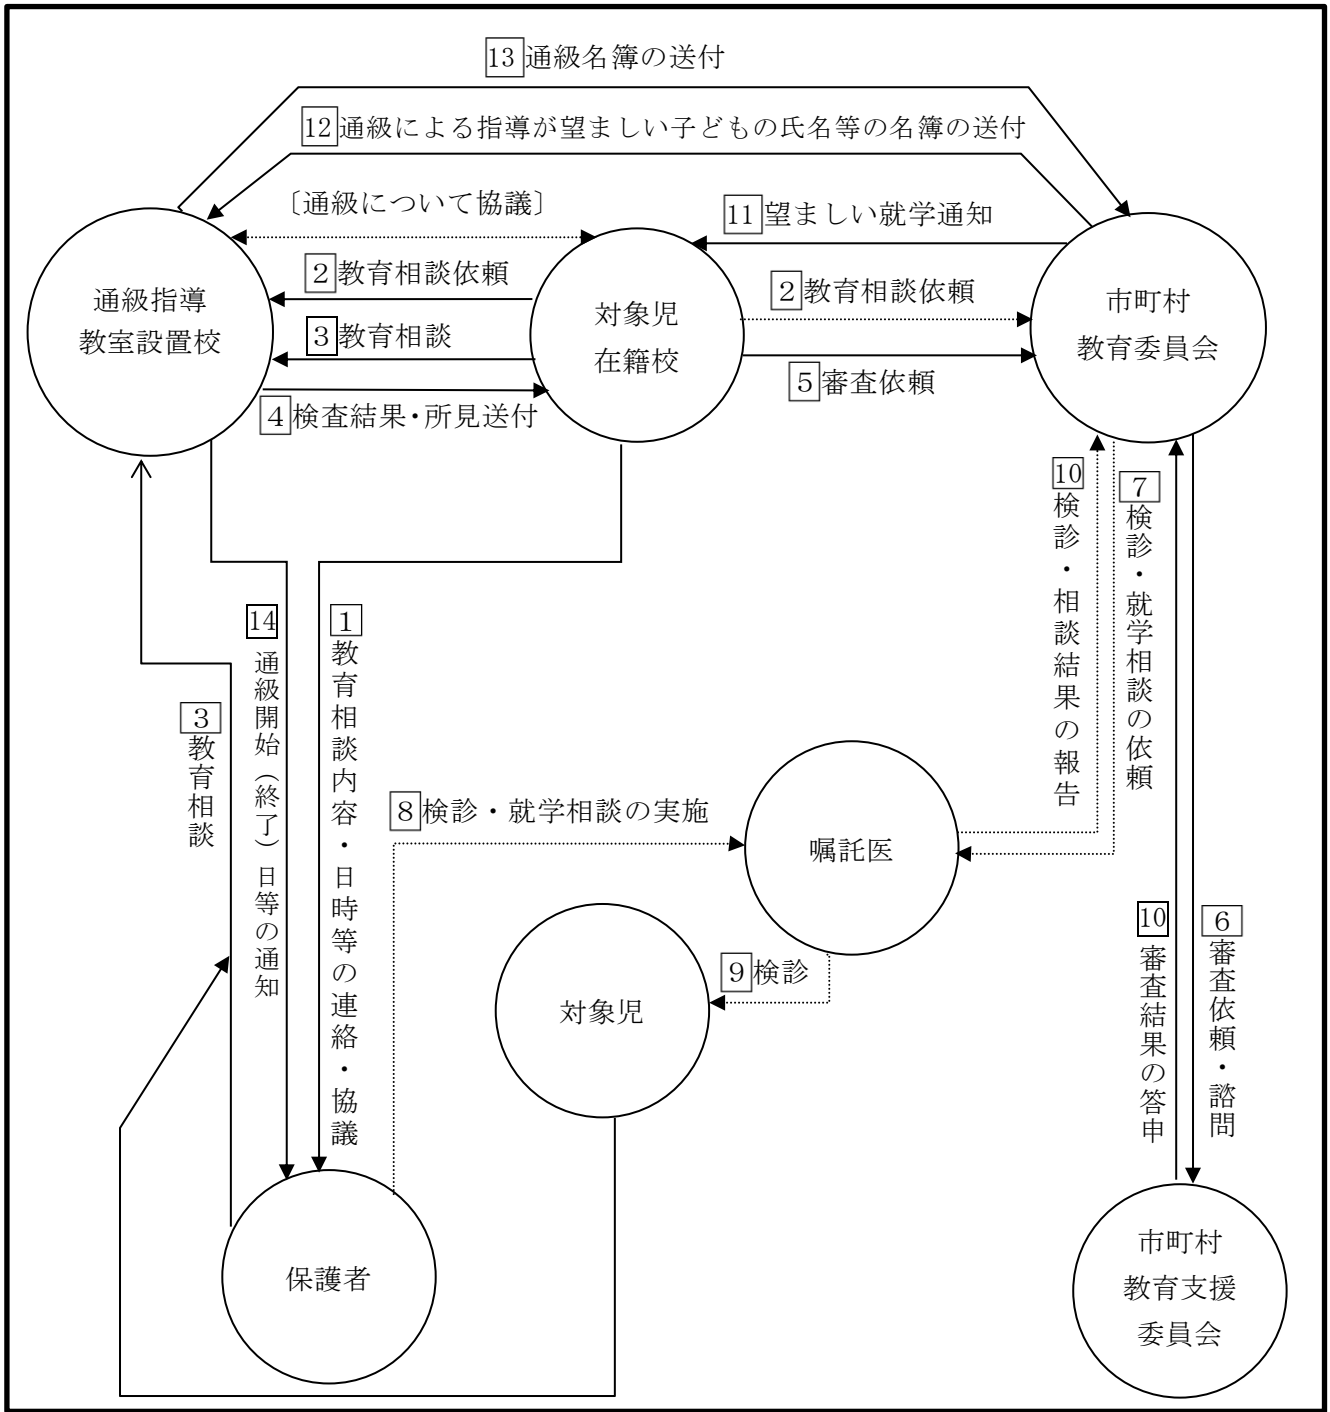 13通級名簿の送付
12通級による指導が望ましい子どもの氏名等の名簿の送付
〔通級について協議〕
11望ましい就学通知
2教育相談依頼
2教育相談依頼
3教育相談
5審査依頼
4検査結果・所見送付
通級指導
教室設置校
対象児
在籍校
市町村
教育委員会
10検診・相談結果の報告
7検診・就学相談の依頼
14通級開始（終了）日等の通知
1教育相談内容・日時等の連絡・協議
3教育相談
8検診・就学相談の実施
嘱託医
9検診
対象児
10審査結果の答申
6審査依頼・諮問
保護者
市町村
教育支援
委員会